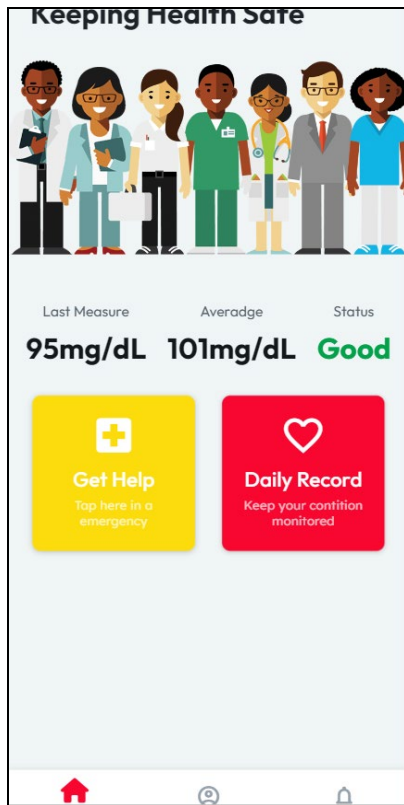 Keeping Health Safe
Last Measure Averadge Status
95mg/dL 101mg/dL Good
Get Help Daily Record
Tap here in a emergency Keep your contition monitored